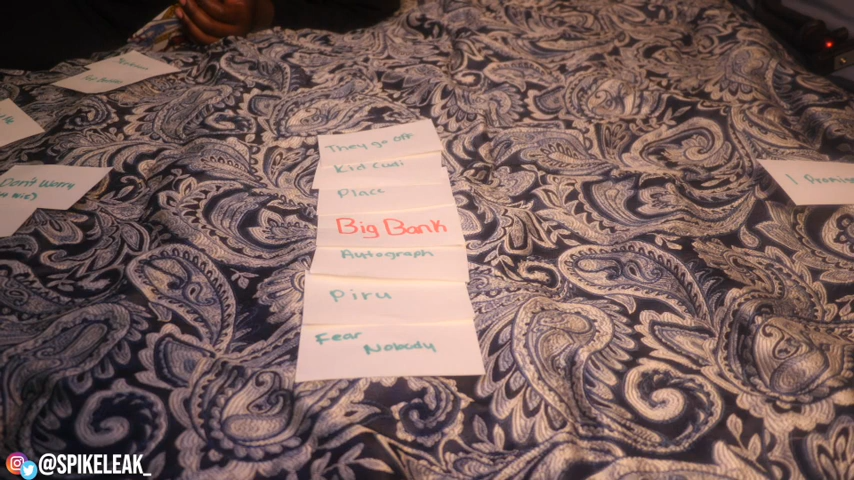 They go off
Kid Cudi
Place
Big Bank
Autograph
Piru
Fear
Nobody
Don't Worry
I Promise
@SPIKELEAK_